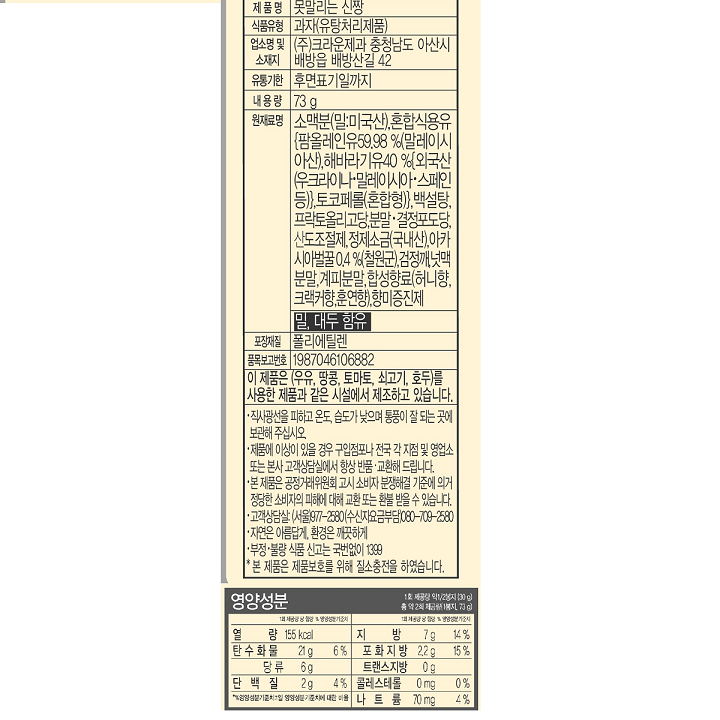 제 품 명 못말리는 신짱
식품유형 과자(유탕처리제품)
업소명 및 소재지 (주)크라운제과 충청남도 아산시
배방읍 배방산길 42
유통기한 후면표기일까지
내 용 량 73 g
원재료명 소맥분(밀:미국산),혼합식용유
{팜올레인유59.98 %(말레이시
아산),해바라기유40 %{외국산
(우크라이나·말레이시아·스페인
등)},토코페롤(혼합형)},백설탕,
프락토올리고당,분말·결정포도당,
산도조절제,정제소금(국내산),아카
시아벌꿀 0.4 %(철원군),검정깨,넛맥
분말,계피분말,합성향료(허니향,
크랙커향,훈연향),향미증진제
밀, 대두 함유
포장재질 폴리에틸렌
품목보고번호 1987046106882
이 제품은 (우유, 땅콩, 토마토, 쇠고기, 호두)를
사용한 제품과 같은 시설에서 제조하고 있습니다.
·직사광선을 피하고 온도, 습도가 낮으며 통풍이 잘 되는 곳에
보관해 주십시오.
·제품에 이상이 있을 경우 구입점포나 전국 각 지점 및 영업소
또는 본사 고객상담실에서 항상 반품·교환해 드립니다.
·본 제품은 공정거래위원회 고시 소비자 분쟁해결 기준에 의거
정당한 소비자의 피해에 대해 교환 또는 환불 받을 수 있습니다.
·고객상담실: (서울)977-2580 (수신자요금부담)080-709-2580
·자연은 아름답게, 환경은 깨끗하게
·부정·불량 식품 신고는 국번없이 1399
* 본 제품은 제품보호를 위해 질소충전을 하였습니다.
영양성분
1회 제공량 약1/2봉지 (30 g)
총 약 2회 제공량(1봉지, 73 g)
1회 제공량 당 함량 % 영양성분기준치 1회 제공량 당 함량 % 영양성분기준치
열 량 155 kcal 지 방 7 g 14 %
탄수화물 21 g 6 % 포화지방 2.2 g 15 %
당류 6 g 트랜스지방 0 g
단 백 질 2 g 4 % 콜레스테롤 0 mg 0 %
*%영양성분기준치:1일 영양성분기준치에 대한 비율 나 트 륨 70 mg 4 %